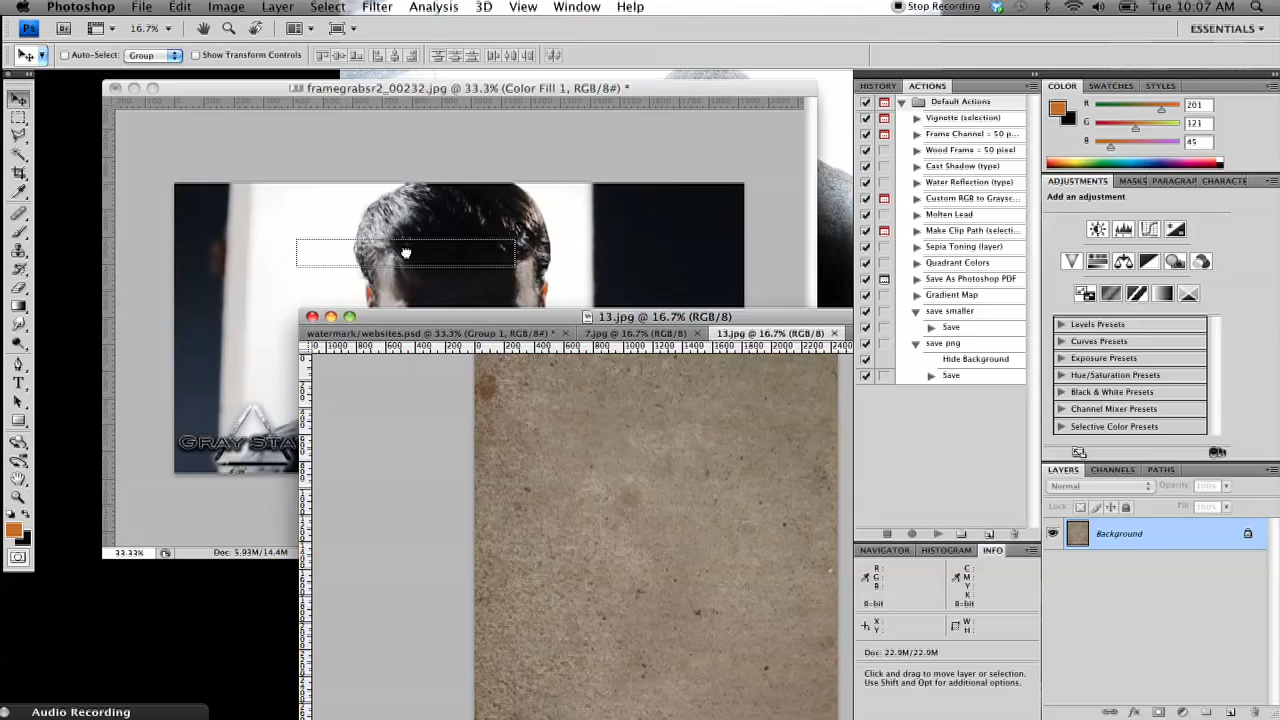 Photoshop File Edit Image Layer Select Filter Analysis 3D View Window Help Stop Recording Tue 10:07 AM
Ps Br 16.7% ESSENTIALS
Auto-Select: Group Show Transform Controls
framegrabsr2_00232.jpg @ 33.3% (Color Fill 1, RGB/8#) *
HISTORY ACTIONS
Default Actions
Vignette (selection)
Frame Channel = 50 p...
Wood Frame = 50 pixel
Cast Shadow (type)
Water Reflection (type)
Custom RGB to Graysc...
Molten Lead
Make Clip Path (selecti...
Sepia Toning (layer)
Quadrant Colors
Save As Photoshop PDF
Gradient Map
save smaller
Save
save png
Hide Background
Save
COLOR SWATCHES STYLES
R 201
G 121
B 45
ADJUSTMENTS MASKS PARAGRAP CHARACTE
Add an adjustment
Levels Presets
Curves Presets
Exposure Presets
Hue/Saturation Presets
Black & White Presets
Channel Mixer Presets
Selective Color Presets
GRAY STA
33.33% Doc: 5.93M/14.4M
13.jpg @ 16.7% (RGB/8)
watermark/websites.psd @ 33.3% (Group 1, RGB/8#) * 7.jpg @ 16.7% (RGB/8) 13.jpg @ 16.7% (RGB/8)
LAYERS CHANNELS PATHS
Normal Opacity: 100%
Lock: Fill: 100%
Background
NAVIGATOR HISTOGRAM INFO
R : C :
G : M :
B : Y :
K :
8-bit 8-bit
X : W :
Y : H :
Doc: 22.9M/22.9M
Click and drag to move layer or selection.
Use Shift and Opt for additional options.
Audio Recording